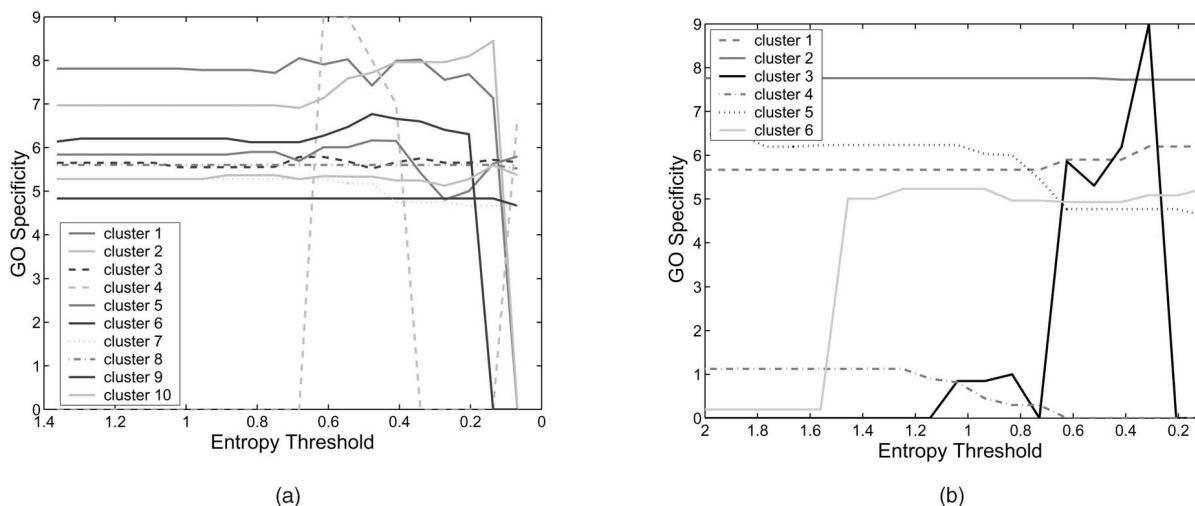 9
8
7
6
5
4
3
2
1
0
GO Specificity
cluster 1
cluster 2
cluster 3
cluster 4
cluster 5
cluster 6
cluster 7
cluster 8
cluster 9
cluster 10
1.4 1.2 1 0.8 0.6 0.4 0.2 0
Entropy Threshold
(a)
9
8
7
6
5
4
3
2
1
0
GO Specificity
cluster 1
cluster 2
cluster 3
cluster 4
cluster 5
cluster 6
2 1.8 1.6 1.4 1.2 1 0.8 0.6 0.4 0.2
Entropy Threshold
(b)